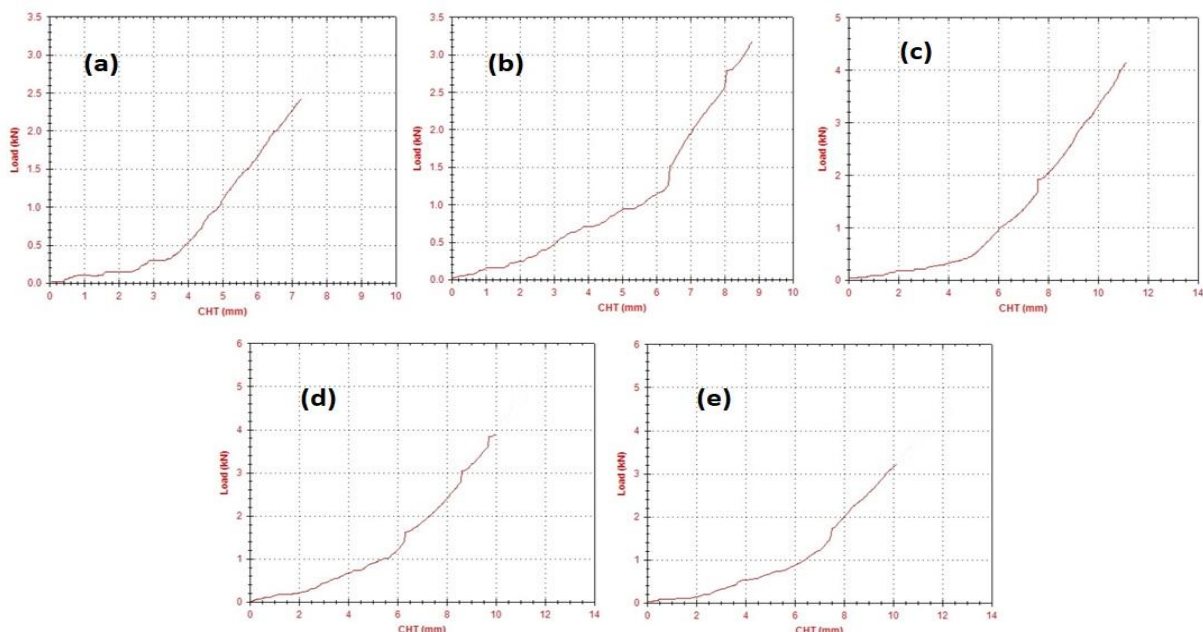 (a)
Load (kN)
3.5
3.0
2.5
2.0
1.5
1.0
0.5
0.0
0 1 2 3 4 5 6 7 8 9 10
CHT (mm)
(b)
Load (kN)
3.5
3.0
2.5
2.0
1.5
1.0
0.5
0.0
0 1 2 3 4 5 6 7 8 9 10
CHT (mm)
(c)
Load (kN)
5
4
3
2
1
0
0 2 4 6 8 10 12 14
CHT (mm)
(d)
Load (kN)
6
5
4
3
2
1
0
0 2 4 6 8 10 12 14
CHT (mm)
(e)
Load (kN)
6
5
4
3
2
1
0
0 2 4 6 8 10 12 14
CHT (mm)